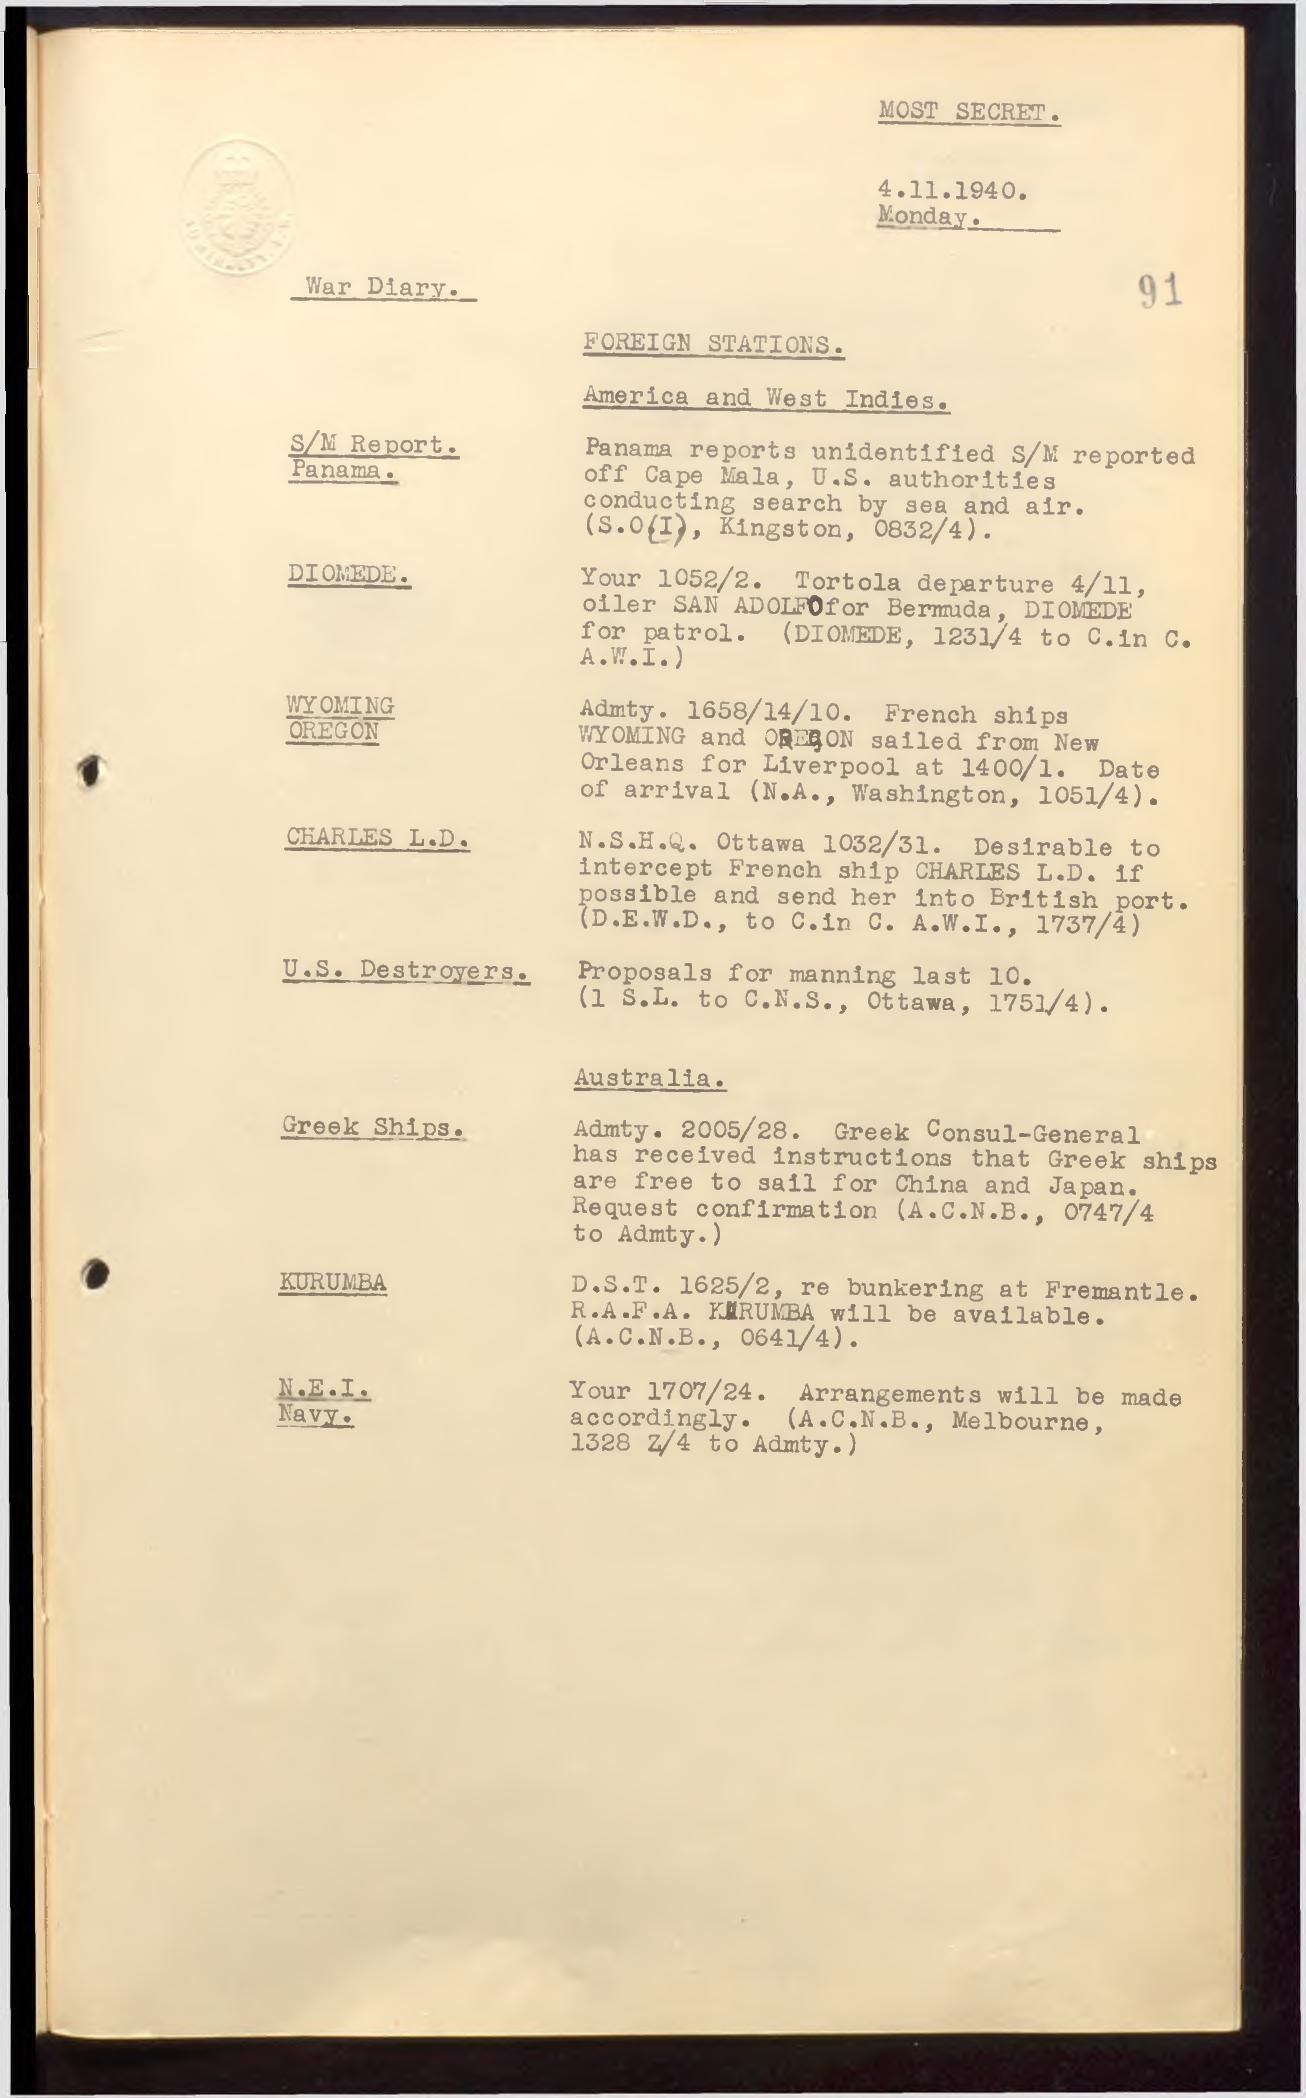 MOST SECRET.
4.11.1940.
Monday.
War Diary.
91
FOREIGN STATIONS.
America and West Indies.
S/M Report.
Panama.
Panama reports unidentified S/M reported
off Cape Mala, U.S. authorities
conducting search by sea and air.
(S.O(I), Kingston, 0832/4).
DIOMEDE.
Your 1052/2. Tortola departure 4/11,
oiler SAN ADOLFO for Bermuda, DIOMEDE
for patrol. (DIOMEDE, 1231/4 to C.in C.
A.W.I.)
WYOMING
OREGON
Admty. 1658/14/10. French ships
WYOMING and OREGON sailed from New
Orleans for Liverpool at 1400/1. Date
of arrival (N.A., Washington, 1051/4).
CHARLES L.D.
N.S.H.Q. Ottawa 1032/31. Desirable to
intercept French ship CHARLES L.D. if
possible and send her into British port.
(D.E.W.D., to C.in C. A.W.I., 1737/4)
U.S. Destroyers.
Proposals for manning last 10.
(1 S.L. to C.N.S., Ottawa, 1751/4).
Australia.
Greek Ships.
Admty. 2005/28. Greek Consul-General
has received instructions that Greek ships
are free to sail for China and Japan.
Request confirmation (A.C.N.B., 0747/4
to Admty.)
KURUMBA
D.S.T. 1625/2, re bunkering at Fremantle.
R.A.F.A. KURUMBA will be available.
(A.C.N.B., 0641/4).
N.E.I.
Navy.
Your 1707/24. Arrangements will be made
accordingly. (A.C.N.B., Melbourne,
1328 Z/4 to Admty.)